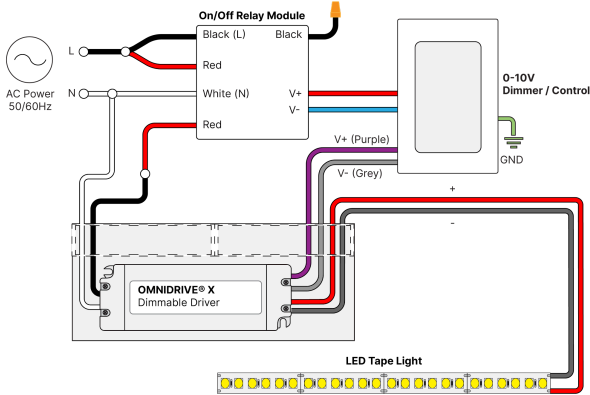 On/Off Relay Module
Black (L)
Black
L
Red
AC Power
50/60Hz
N
White (N)
V+
V-
Red
0-10V
Dimmer / Control
V+ (Purple)
V- (Grey)
GND
+
-
OMNIDRIVE® X
Dimmable Driver
LED Tape Light